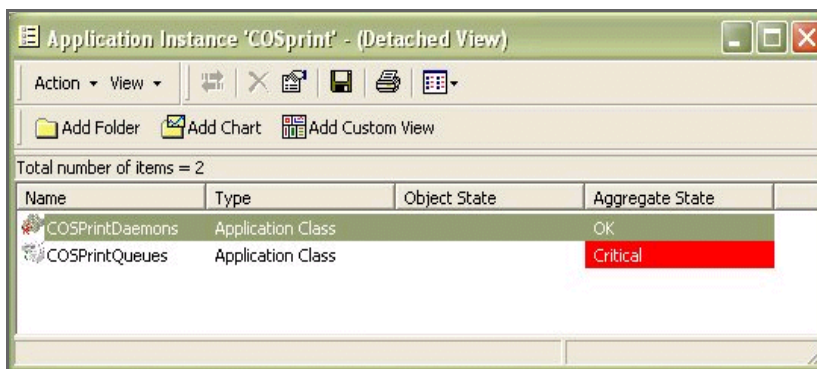 Application Instance 'COSprint' - (Detached View)
Action View
Add Folder Add Chart Add Custom View
Total number of items = 2
Name Type Object State Aggregate State
COSPrintDaemons Application Class OK
COSPrintQueues Application Class Critical